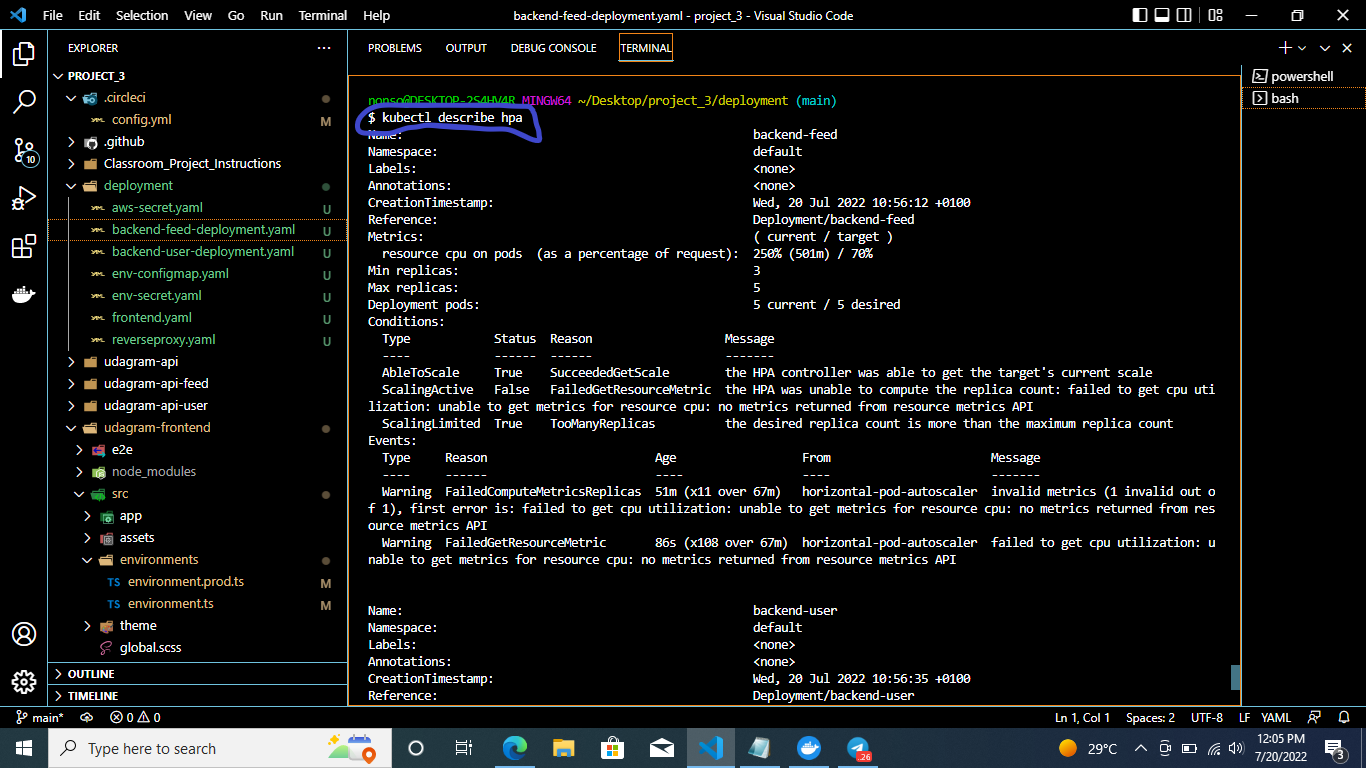 File Edit Selection View Go Run Terminal Help backend-feed-deployment.yaml - project_3 - Visual Studio Code
EXPLORER
PROJECT_3
.circleci
config.yml M
.github
Classroom_Project_Instructions
deployment
aws-secret.yaml U
backend-feed-deployment.yaml U
backend-user-deployment.yaml U
env-configmap.yaml U
env-secret.yaml U
frontend.yaml U
reverseproxy.yaml U
udagram-api
udagram-api-feed
udagram-api-user
udagram-frontend
e2e
node_modules
src
app
assets
environments
TS environment.prod.ts M
TS environment.ts M
theme
global.scss
OUTLINE
TIMELINE
10
PROBLEMS OUTPUT DEBUG CONSOLE TERMINAL
nonso@DESKTOP-2S4HV4R MINGW64 ~/Desktop/project_3/deployment (main)
$ kubectl describe hpa
Name: backend-feed
Namespace: default
Labels: <none>
Annotations: <none>
CreationTimestamp: Wed, 20 Jul 2022 10:56:12 +0100
Reference: Deployment/backend-feed
Metrics: ( current / target )
resource cpu on pods (as a percentage of request): 250% (501m) / 70%
Min replicas: 3
Max replicas: 5
Deployment pods: 5 current / 5 desired
Conditions:
Type Status Reason Message
---- ------ ------ -------
AbleToScale True SucceededGetScale the HPA controller was able to get the target's current scale
ScalingActive False FailedGetResourceMetric the HPA was unable to compute the replica count: failed to get cpu uti
lization: unable to get metrics for resource cpu: no metrics returned from resource metrics API
ScalingLimited True TooManyReplicas the desired replica count is more than the maximum replica count
Events:
Type Reason Age From Message
---- ------ ---- ---- -------
Warning FailedComputeMetricsReplicas 51m (x11 over 67m) horizontal-pod-autoscaler invalid metrics (1 invalid out o
f 1), first error is: failed to get cpu utilization: unable to get metrics for resource cpu: no metrics returned from res
ource metrics API
Warning FailedGetResourceMetric 86s (x108 over 67m) horizontal-pod-autoscaler failed to get cpu utilization: u
nable to get metrics for resource cpu: no metrics returned from resource metrics API
Name: backend-user
Namespace: default
Labels: <none>
Annotations: <none>
CreationTimestamp: Wed, 20 Jul 2022 10:56:35 +0100
Reference: Deployment/backend-user
powershell
bash
main* 0 0 Ln 1, Col 1 Spaces: 2 UTF-8 LF YAML
Type here to search 26 29°C 12:05 PM
7/20/2022 3